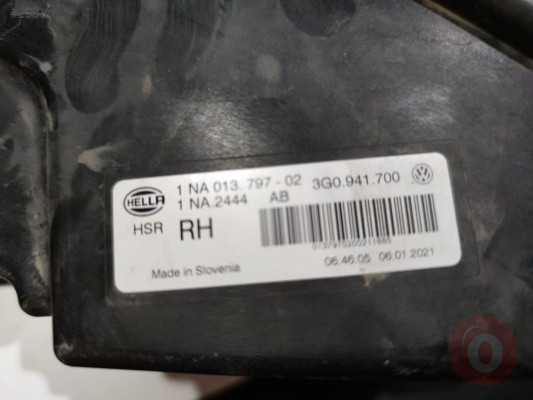 HELLA 1 NA 013.797-02 3G0.941.700
1 NA.2444 AB
HSR RH
0137970200211885
Made in Slovenia 06:46:05 06.01.2021